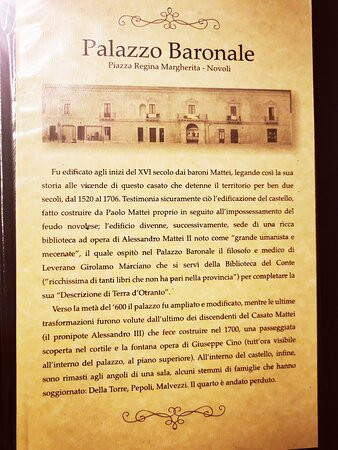 Palazzo Baronale
Piazza Regina Margherita - Novoli
Fu edificato agli inizi del XVI secolo dai baroni Mattei, legando così la sua
storia alle vicende di questo casato che detenne il territorio per ben due
secoli, dal 1520 al 1706. Testimonia sicuramente ciò l'edificazione del castello,
fatto costruire da Paolo Mattei proprio in seguito all'impossessamento del
feudo novolese; l'edificio divenne, successivamente, sede di una ricca
biblioteca ad opera di Alessandro Mattei II noto come "grande umanista e
mecenate", il quale ospitò nel Palazzo Baronale il filosofo e medico di
Leverano Girolamo Marciano che si servì della Biblioteca del Conte
("ricchissima di tanti libri che non ha pari nella provincia") per completare la
sua "Descrizione di Terra d'Otranto".
Verso la metà del '600 il palazzo fu ampliato e modificato, mentre le ultime
trasformazioni furono volute dall'ultimo dei discendenti del Casato Mattei
(il pronipote Alessandro III) che fece costruire nel 1700, una passeggiata
scoperta nel cortile e la fontana opera di Giuseppe Cino (tutt'ora visibile
all'interno del palazzo, al piano superiore). All'interno del castello, infine,
sono rimasti agli angoli di una sala, alcuni stemmi di famiglie che hanno
soggiornato: Della Torre, Pepoli, Malvezzi. Il quarto è andato perduto.